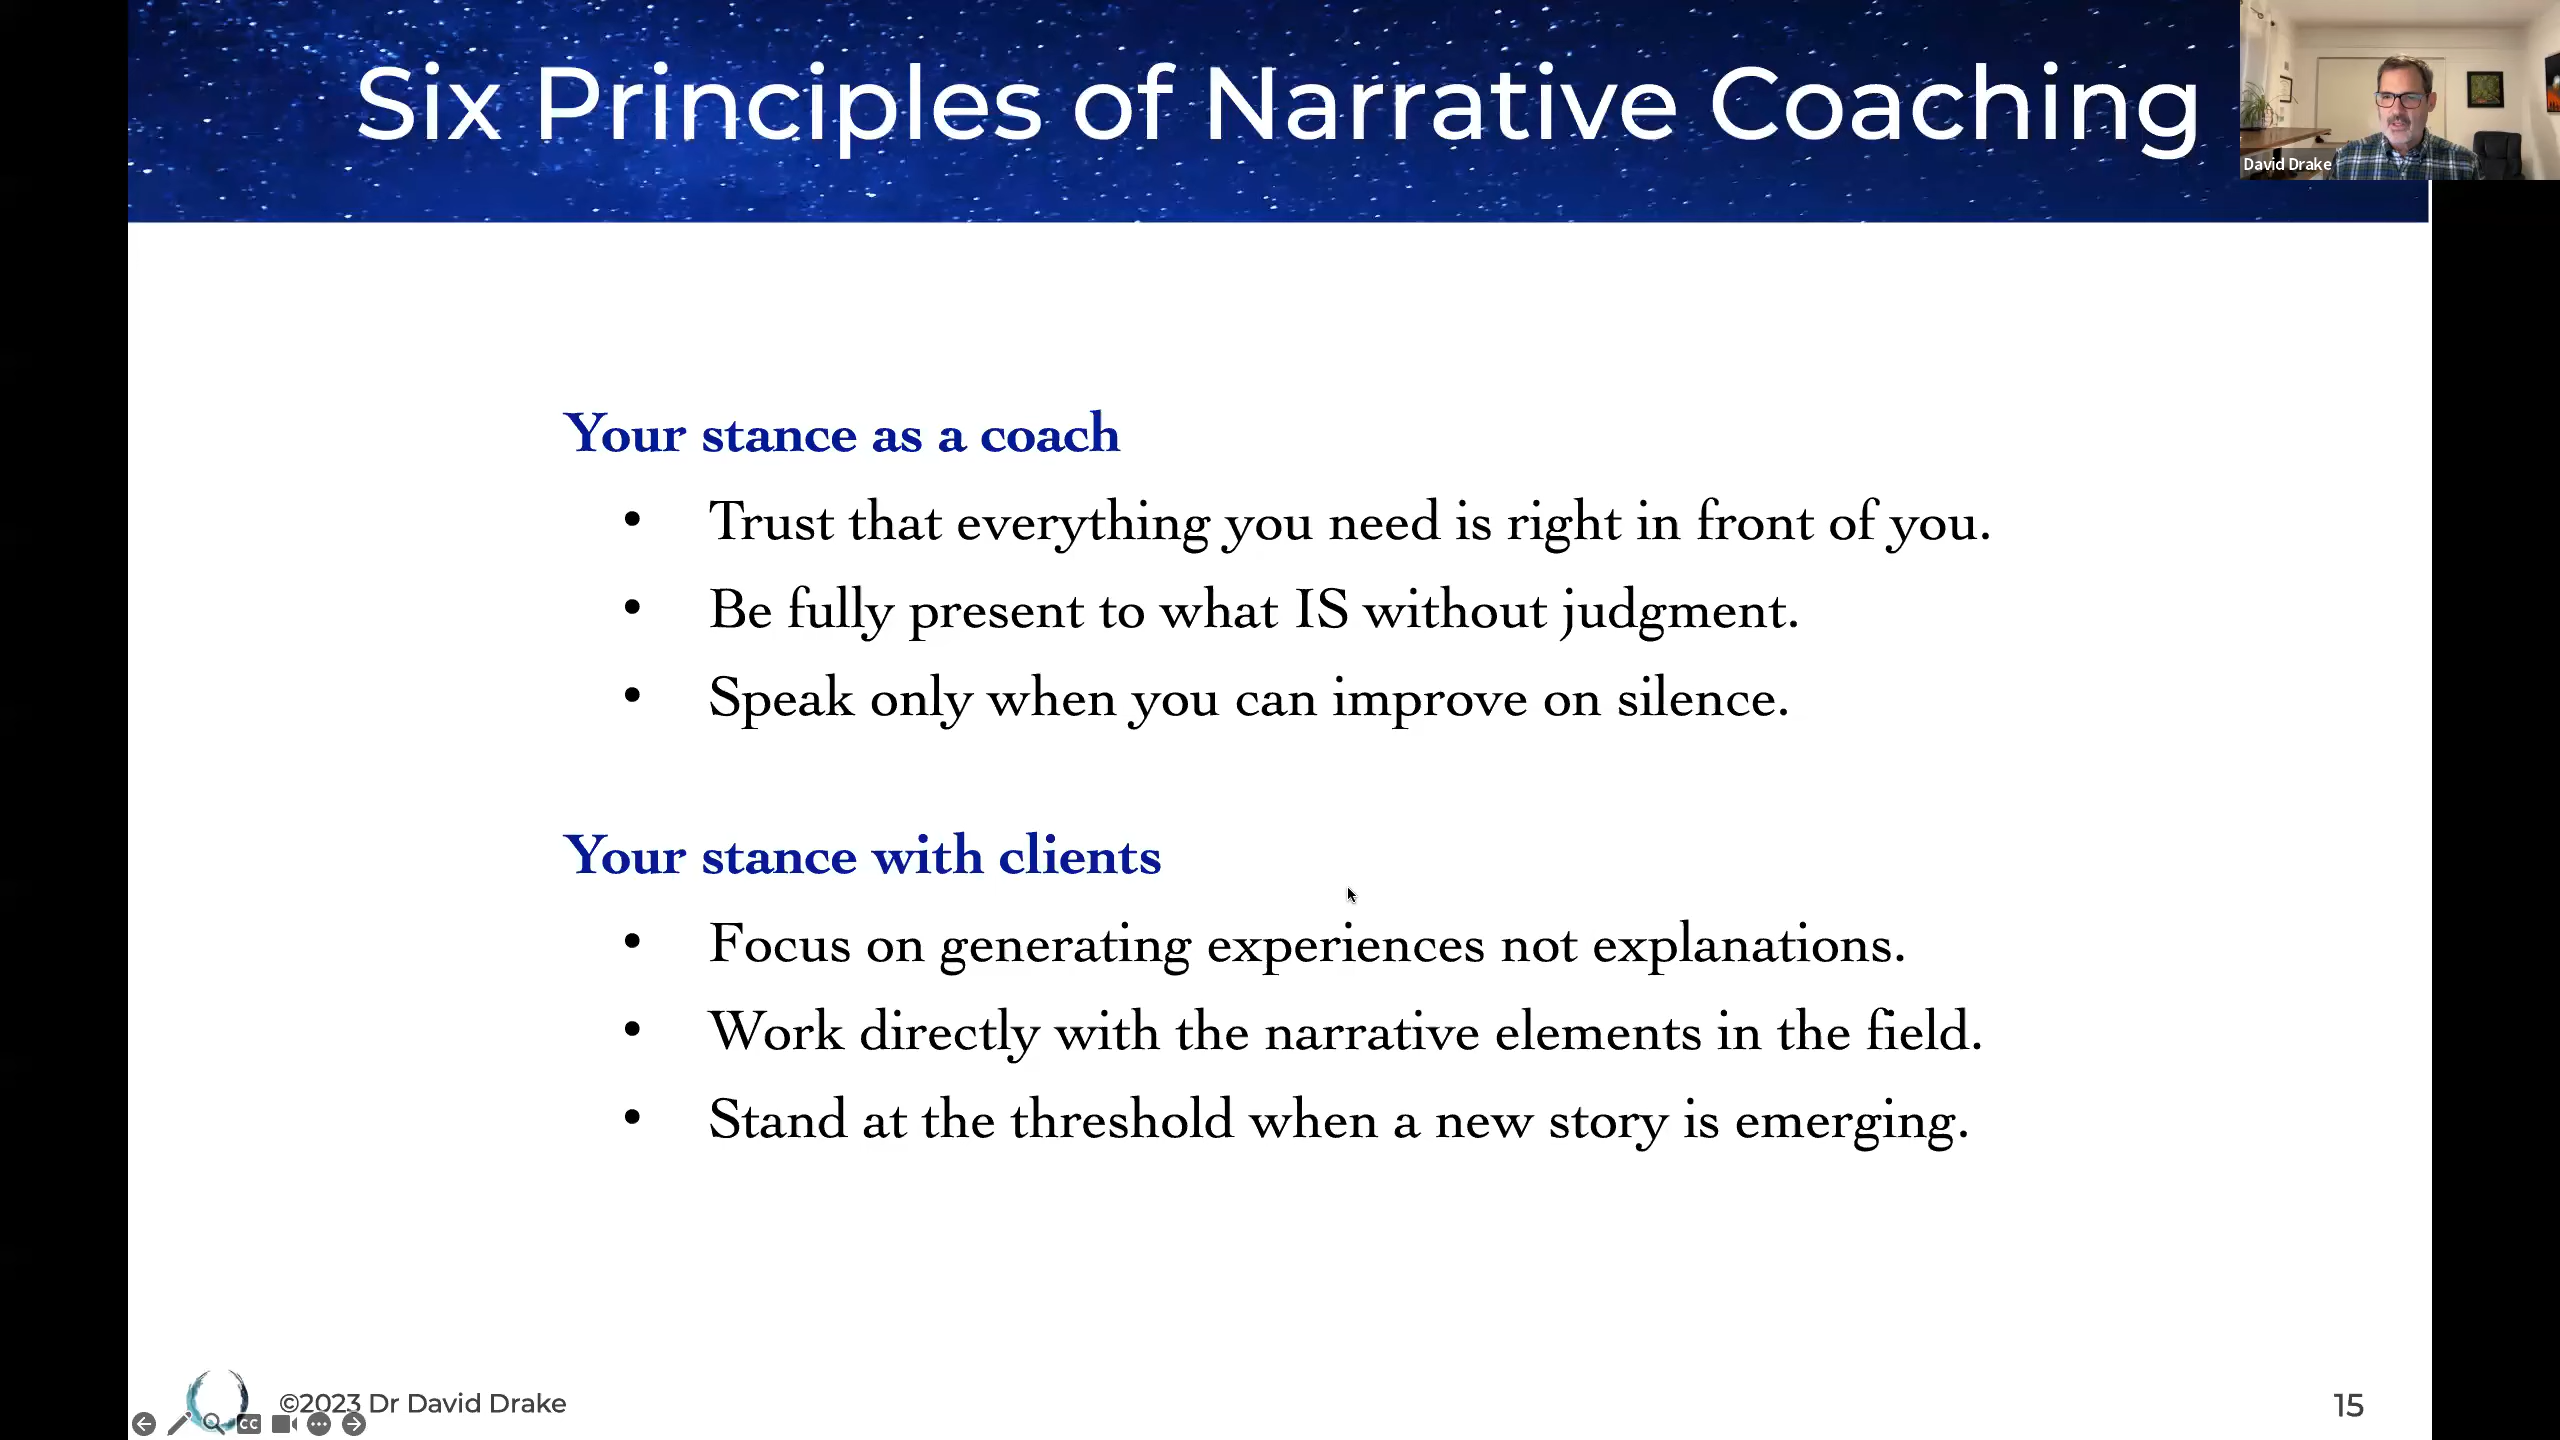 Six Principles of Narrative Coaching
David Drake
Your stance as a coach
• Trust that everything you need is right in front of you.
• Be fully present to what IS without judgment.
• Speak only when you can improve on silence.
Your stance with clients
• Focus on generating experiences not explanations.
• Work directly with the narrative elements in the field.
• Stand at the threshold when a new story is emerging.
©2023 Dr David Drake
CC
15